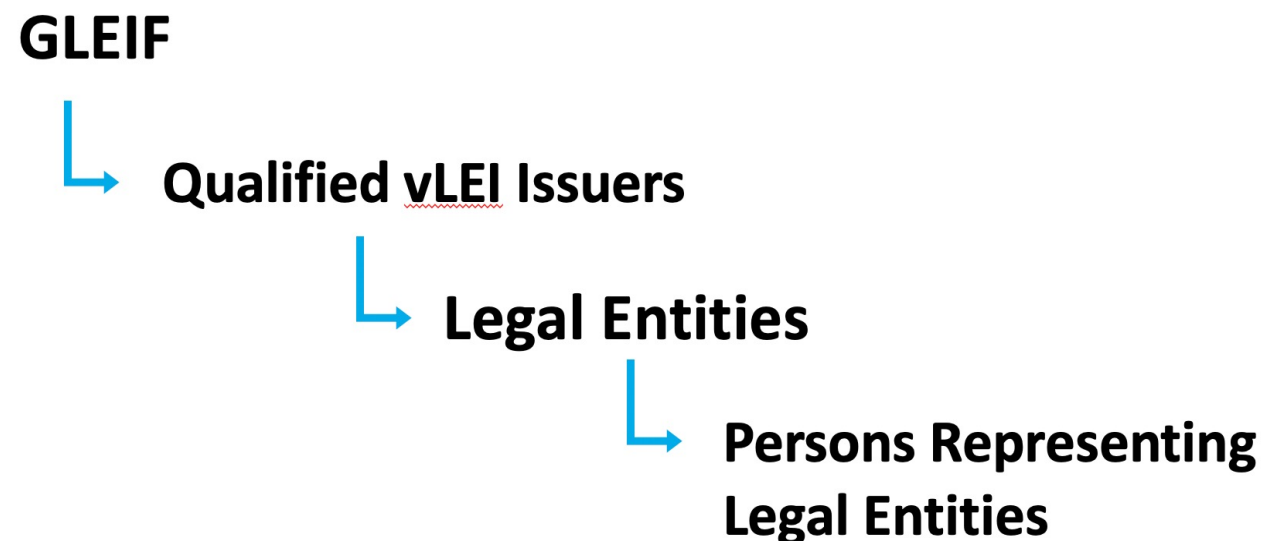 GLEIF
Qualified vLEI Issuers
Legal Entities
Persons Representing
Legal Entities